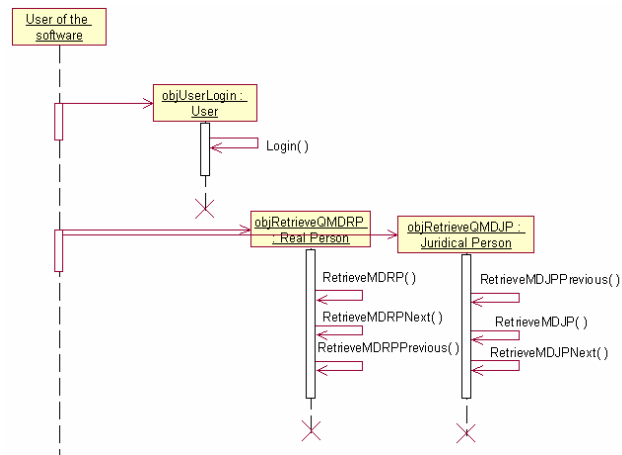 User of the
software
objUserLogin :
User
Login( )
objRetrieveQMDRP
: Real Person
objRetrieveQMDJP :
Juridical Person
RetrieveMDRP( )
RetrieveMDJPPrevious( )
RetrieveMDRPNext( )
RetrieveMDJP( )
RetrieveMDRPPrevious( )
RetrieveMDJPNext( )